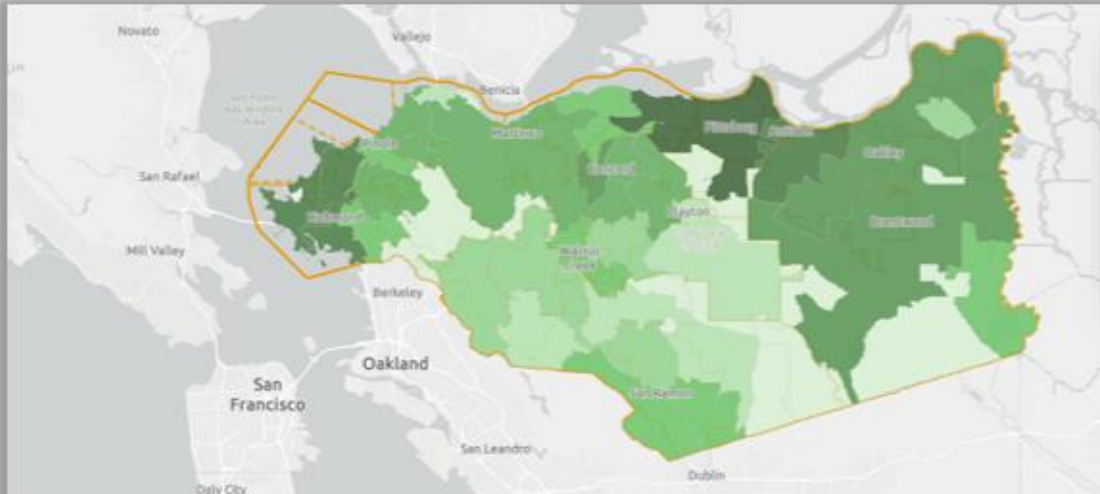 Novato
Vallejo
Benicia
Martinez
Pinole
Pittsburg
Antioch
Oakley
San Rafael
Concord
Richmond
Clayton
Brentwood
Mill Valley
Walnut
Creek
Berkeley
Oakland
San
Francisco
San Ramon
San Leandro
Dublin
Daly City